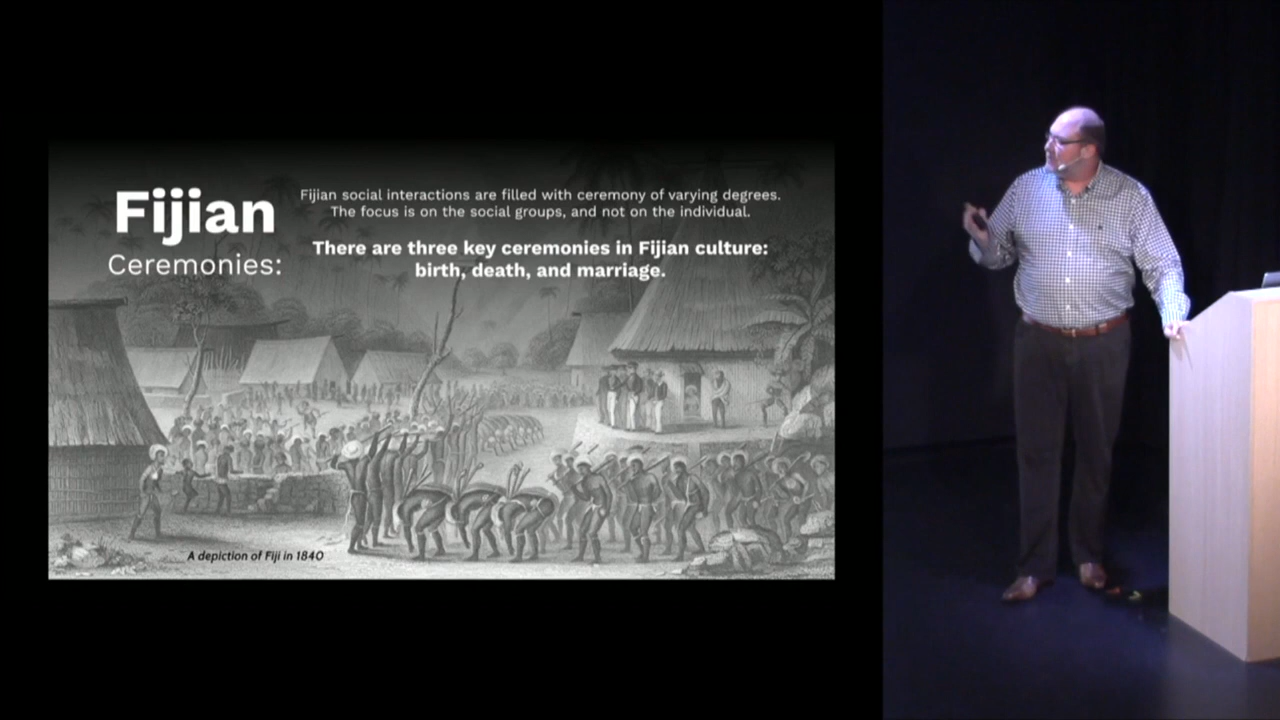 Fijian
Ceremonies:
Fijian social interactions are filled with ceremony of varying degrees.
The focus is on the social groups, and not on the individual.
There are three key ceremonies in Fijian culture:
birth, death, and marriage.
A depiction of Fiji in 1840